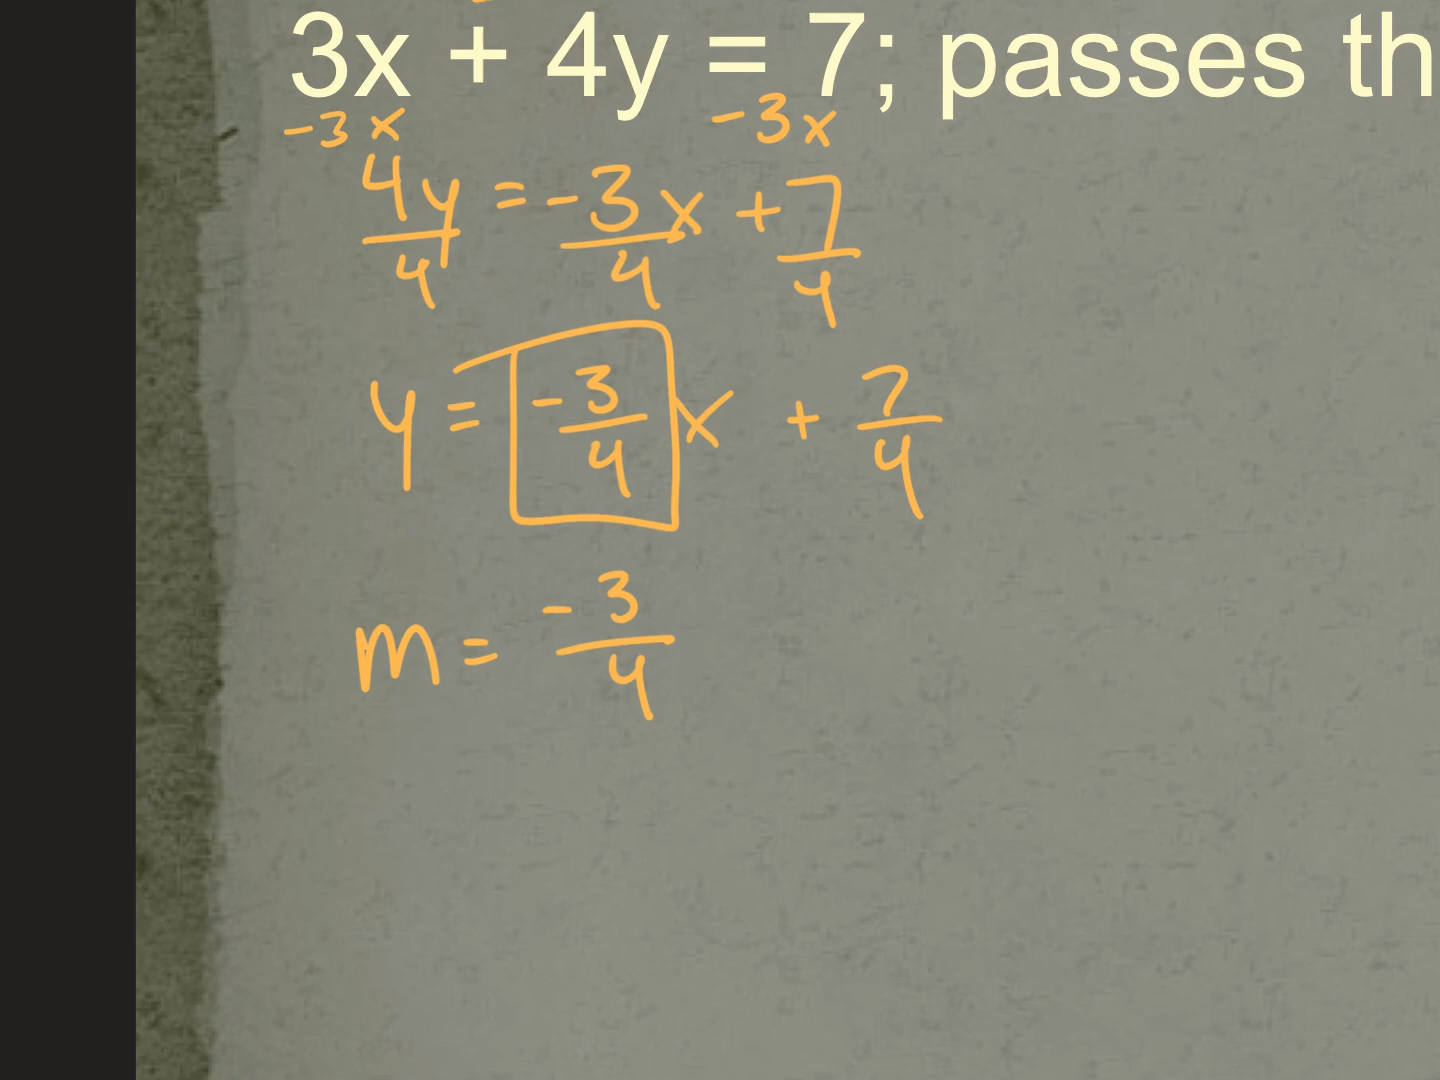 3x + 4y = 7; passes th
-3x -3x
4y/4 = -3x/4 + 7/4
y = -3/4 x + 7/4
m = -3/4